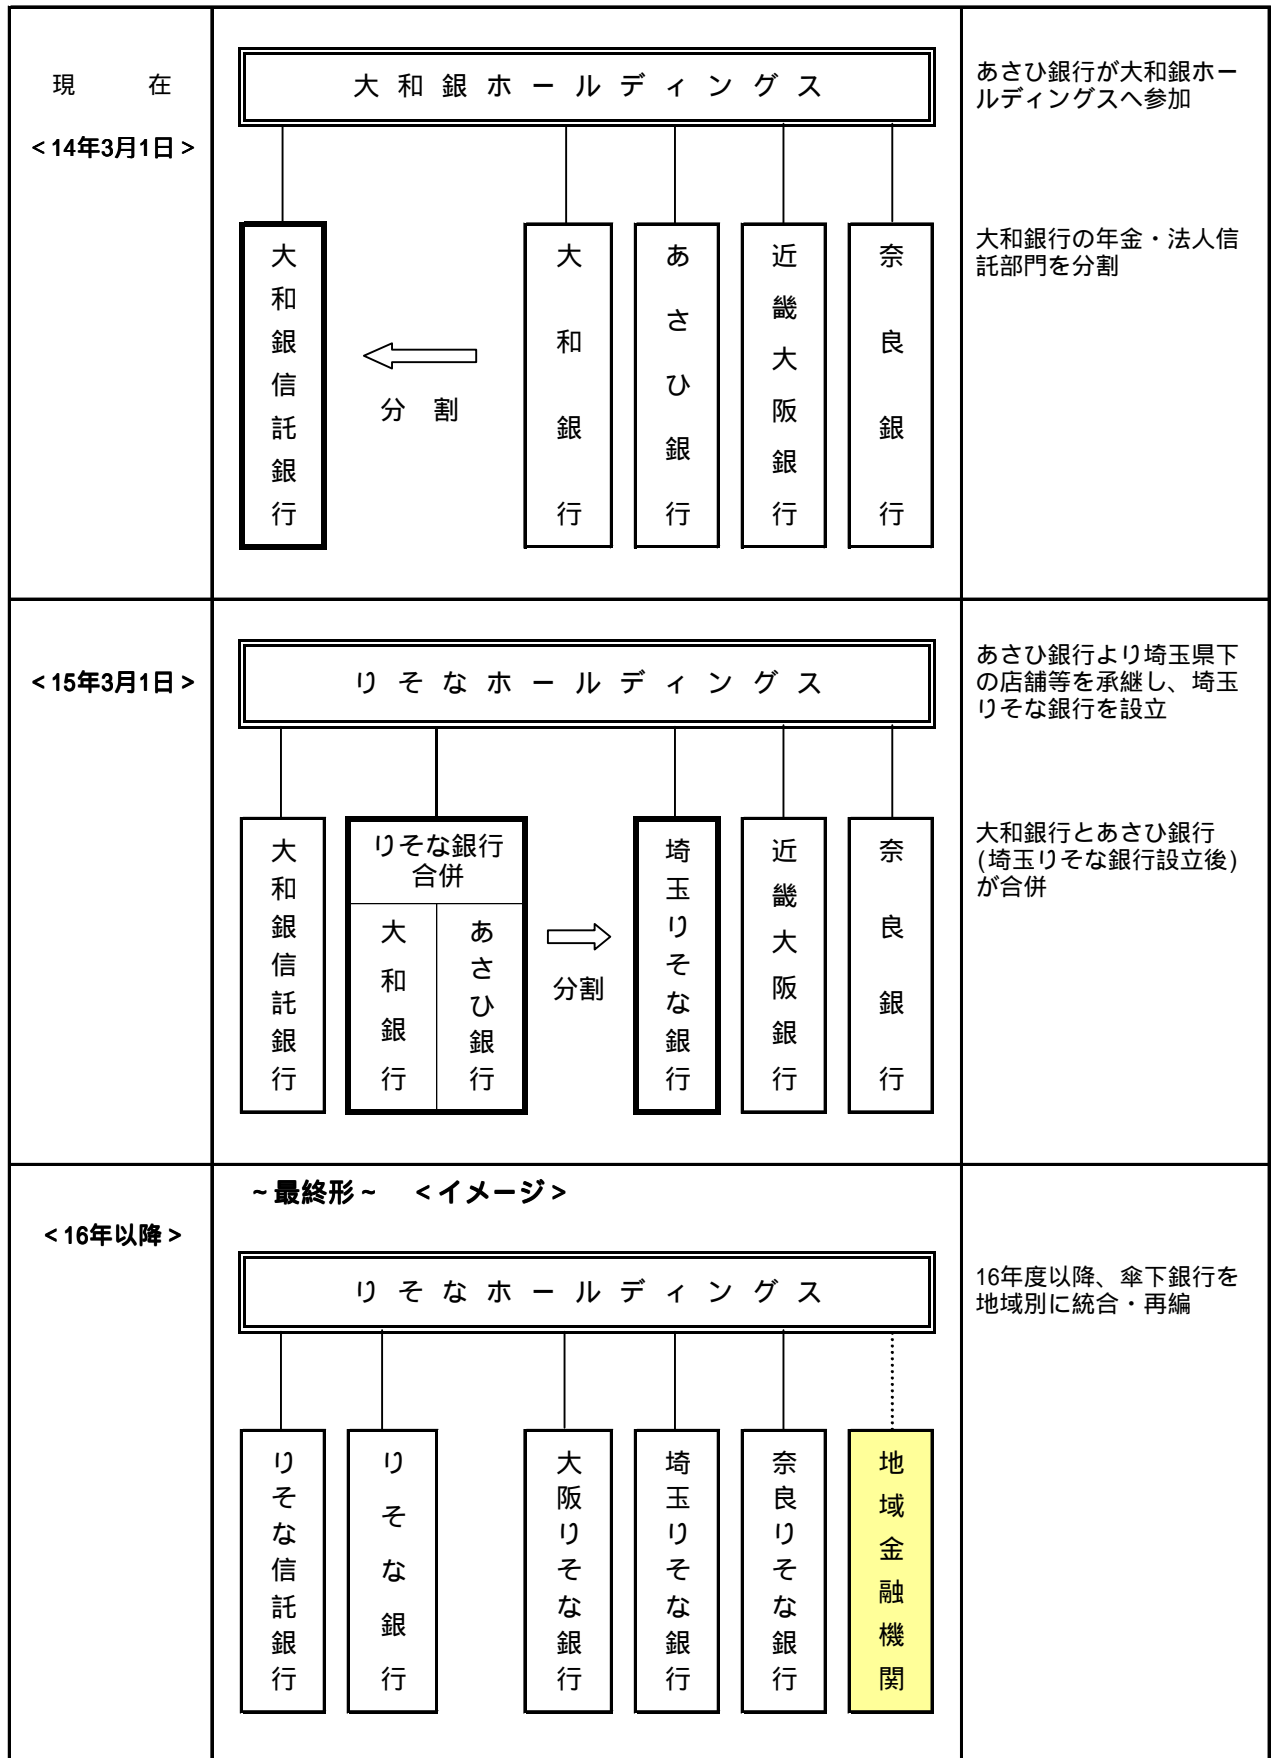 現 在
<14年3月1日>
大和銀ホールディングス
大和銀信託銀行
分 割
大和銀行
あさひ銀行
近畿大阪銀行
奈良銀行
あさひ銀行が大和銀ホー
ルディングスへ参加
大和銀行の年金・法人信
託部門を分割
<15年3月1日>
りそなホールディングス
大和銀信託銀行
りそな銀行
合併
大和銀行
あさひ銀行
分割
埼玉りそな銀行
近畿大阪銀行
奈良銀行
あさひ銀行より埼玉県下
の店舗等を承継し、埼玉
りそな銀行を設立
大和銀行とあさひ銀行
(埼玉りそな銀行設立後)
が合併
<16年以降>
~最終形~ <イメージ>
りそなホールディングス
りそな信託銀行
りそな銀行
大阪りそな銀行
埼玉りそな銀行
奈良りそな銀行
地域金融機関
16年度以降、傘下銀行を
地域別に統合・再編